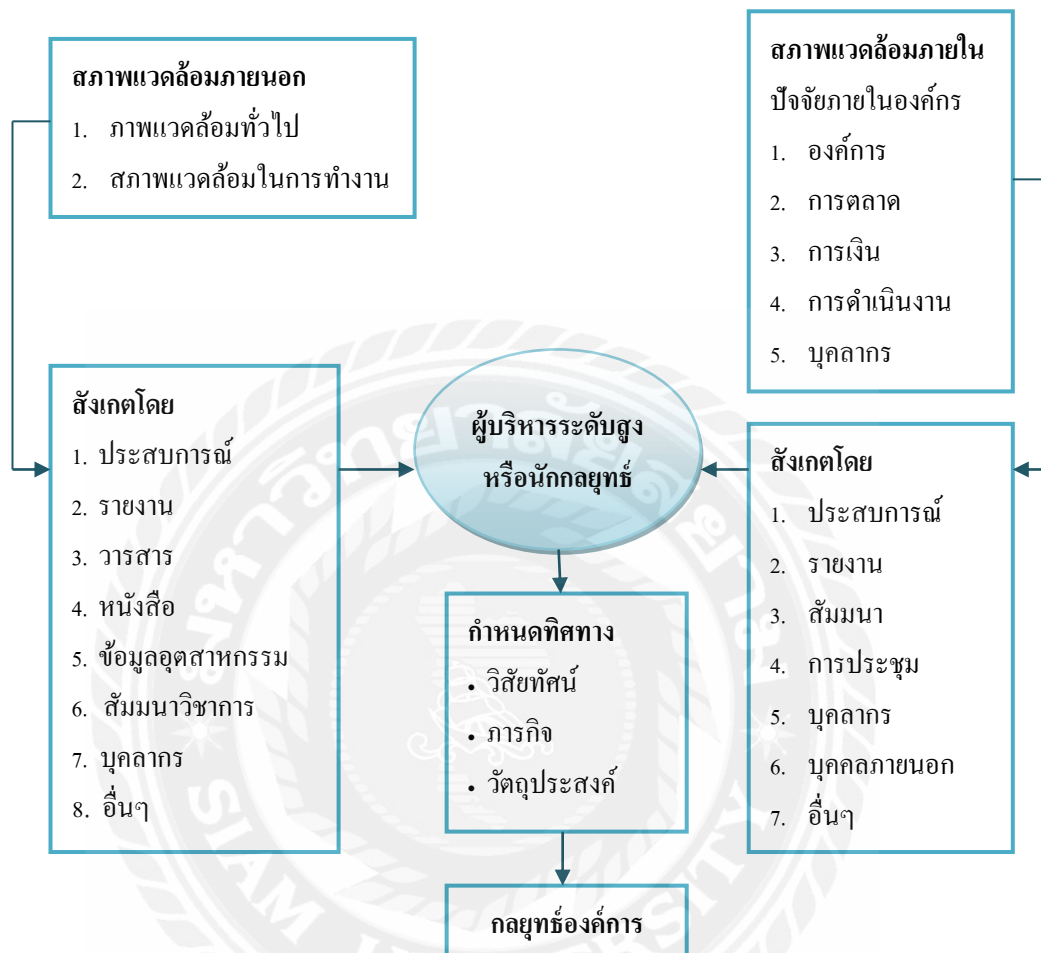 สภาพแวดล้อมภายนอก
1. ภาพแวดล้อมทั่วไป
2. สภาพแวดล้อมในการทำงาน
สภาพแวดล้อมภายใน
ปัจจัยภายในองค์กร
1. องค์การ
2. การตลาด
3. การเงิน
4. การดำเนินงาน
5. บุคลากร
สังเกตโดย
1. ประสบการณ์
2. รายงาน
3. วารสาร
4. หนังสือ
5. ข้อมูลอุตสาหกรรม
6. สัมมนาวิชาการ
7. บุคลากร
8. อื่นๆ
ผู้บริหารระดับสูง
หรือนักกลยุทธ์
สังเกตโดย
1. ประสบการณ์
2. รายงาน
3. สัมมนา
4. การประชุม
5. บุคลากร
6. บุคคลภายนอก
7. อื่นๆ
กำหนดทิศทาง
• วิสัยทัศน์
• ภารกิจ
• วัตถุประสงค์
กลยุทธ์องค์การ
มหาวิทยาลัยสยาม
SIAM UNIVERSITY